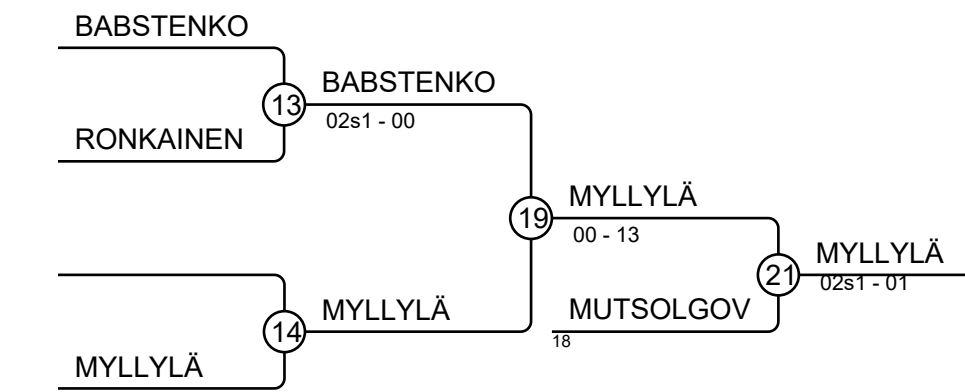 BABSTENKO
BABSTENKO
13
02s1 - 00
RONKAINEN
MYLLYLÄ
19
00 - 13
MYLLYLÄ
21
02s1 - 01
MYLLYLÄ
14
MUTSOLGOV
18
MYLLYLÄ